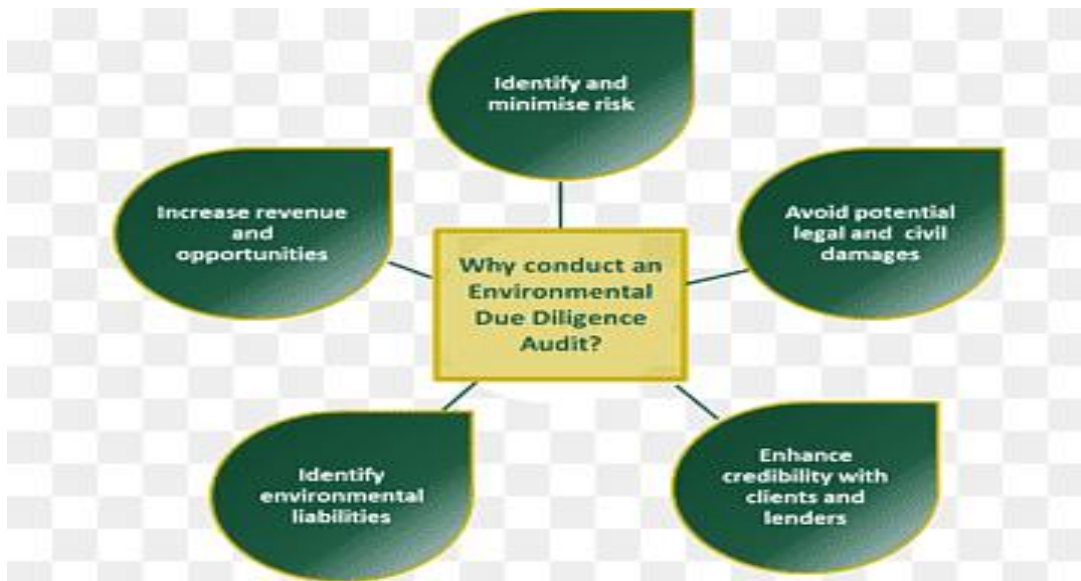 Identify and
minimise risk
Increase revenue
and
opportunities
Avoid potential
legal and civil
damages
Why conduct an
Environmental
Due Diligence
Audit?
Identify
environmental
liabilities
Enhance
credibility with
clients and
lenders